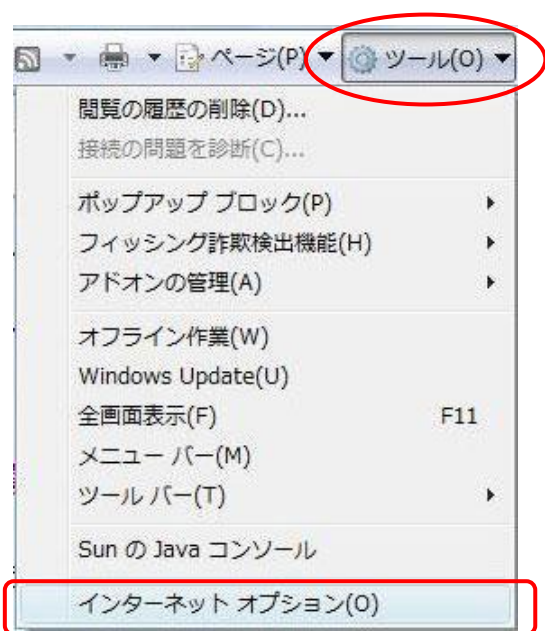 ページ(P) ツール(O)
閲覧の履歴の削除(D)...
接続の問題を診断(C)...
ポップアップ ブロック(P)
フィッシング詐欺検出機能(H)
アドオンの管理(A)
オフライン作業(W)
Windows Update(U)
全画面表示(F) F11
メニュー バー(M)
ツール バー(T)
Sun の Java コンソール
インターネット オプション(O)